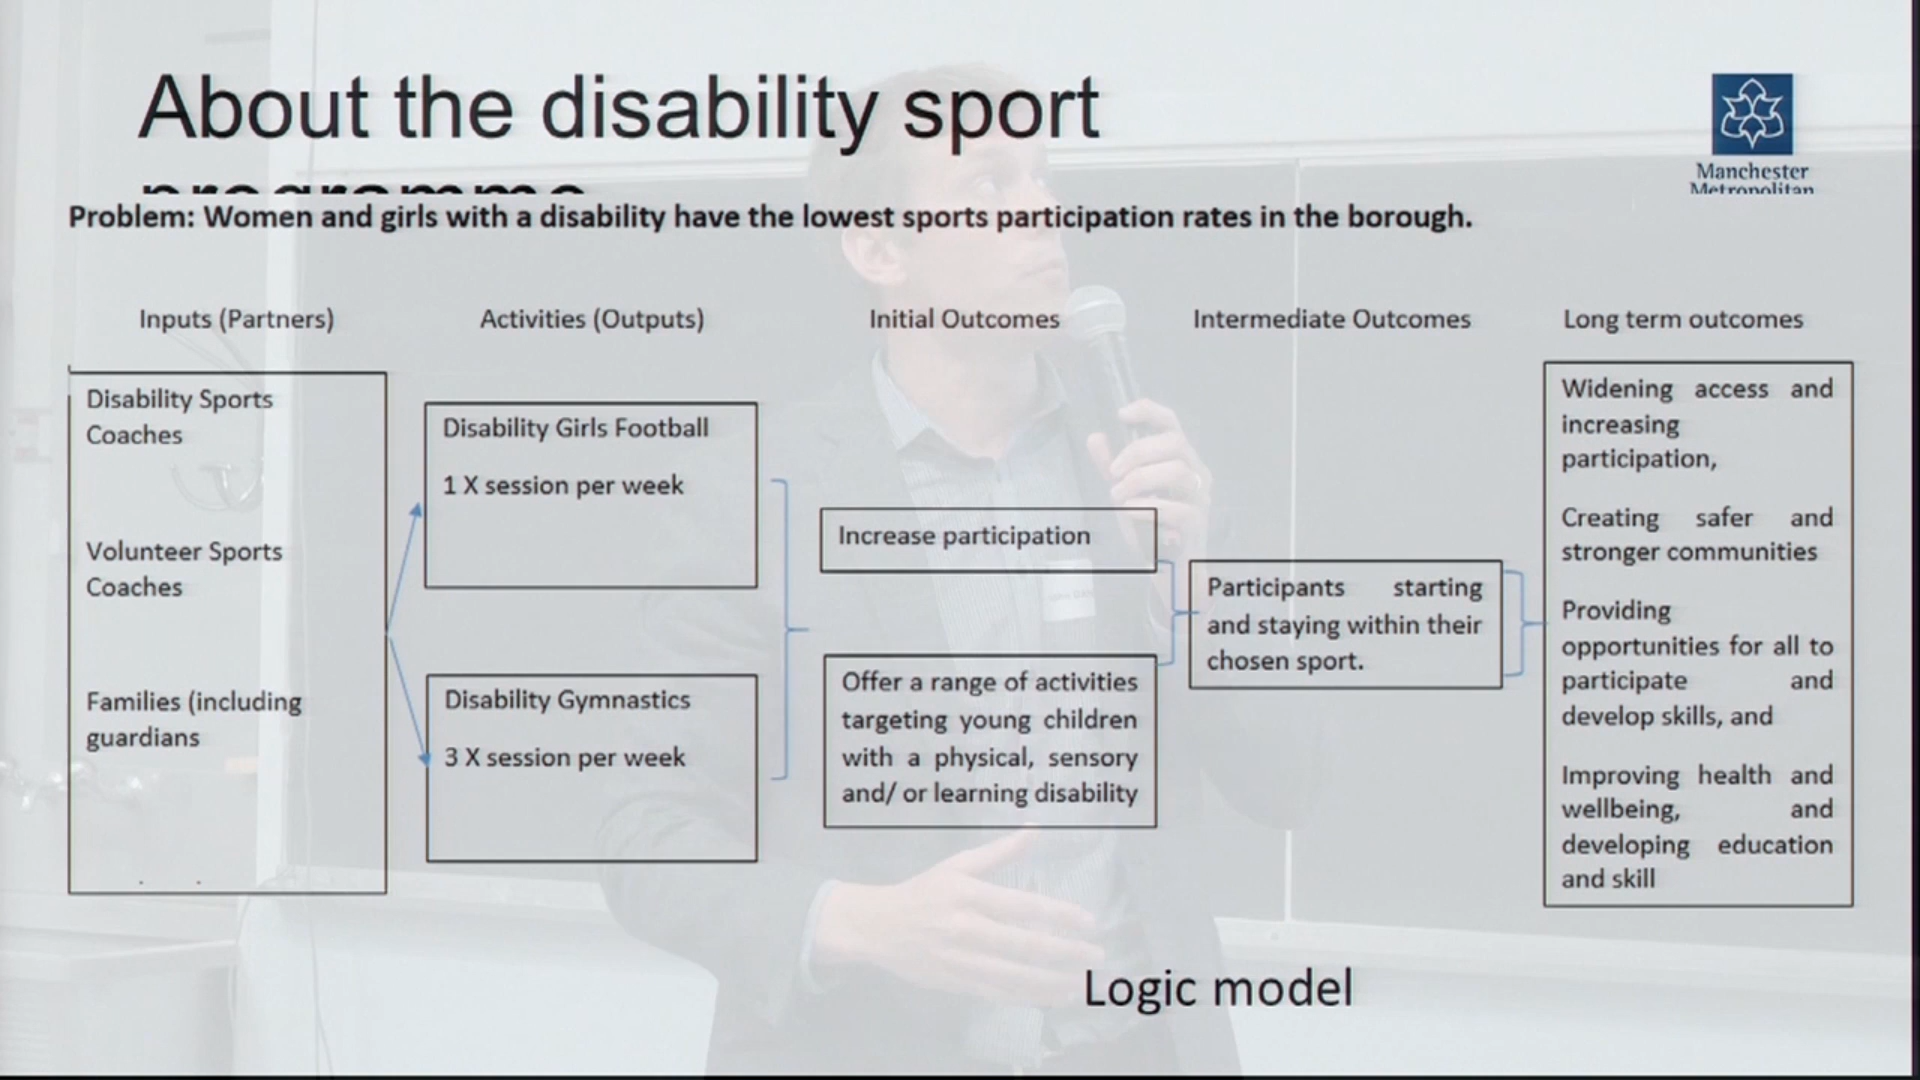 About the disability sport
programme
Manchester
Metropolitan
Problem: Women and girls with a disability have the lowest sports participation rates in the borough.
Inputs (Partners)
Activities (Outputs)
Initial Outcomes
Intermediate Outcomes
Long term outcomes
Disability Sports
Coaches
Volunteer Sports
Coaches
Families (including
guardians
Disability Girls Football
1 X session per week
Disability Gymnastics
3 X session per week
Increase participation
Offer a range of activities
targeting young children
with a physical, sensory
and/ or learning disability
Participants starting
and staying within their
chosen sport.
Widening access and
increasing
participation,
Creating safer and
stronger communities
Providing
opportunities for all to
participate and
develop skills, and
Improving health and
wellbeing, and
developing education
and skill
Logic model